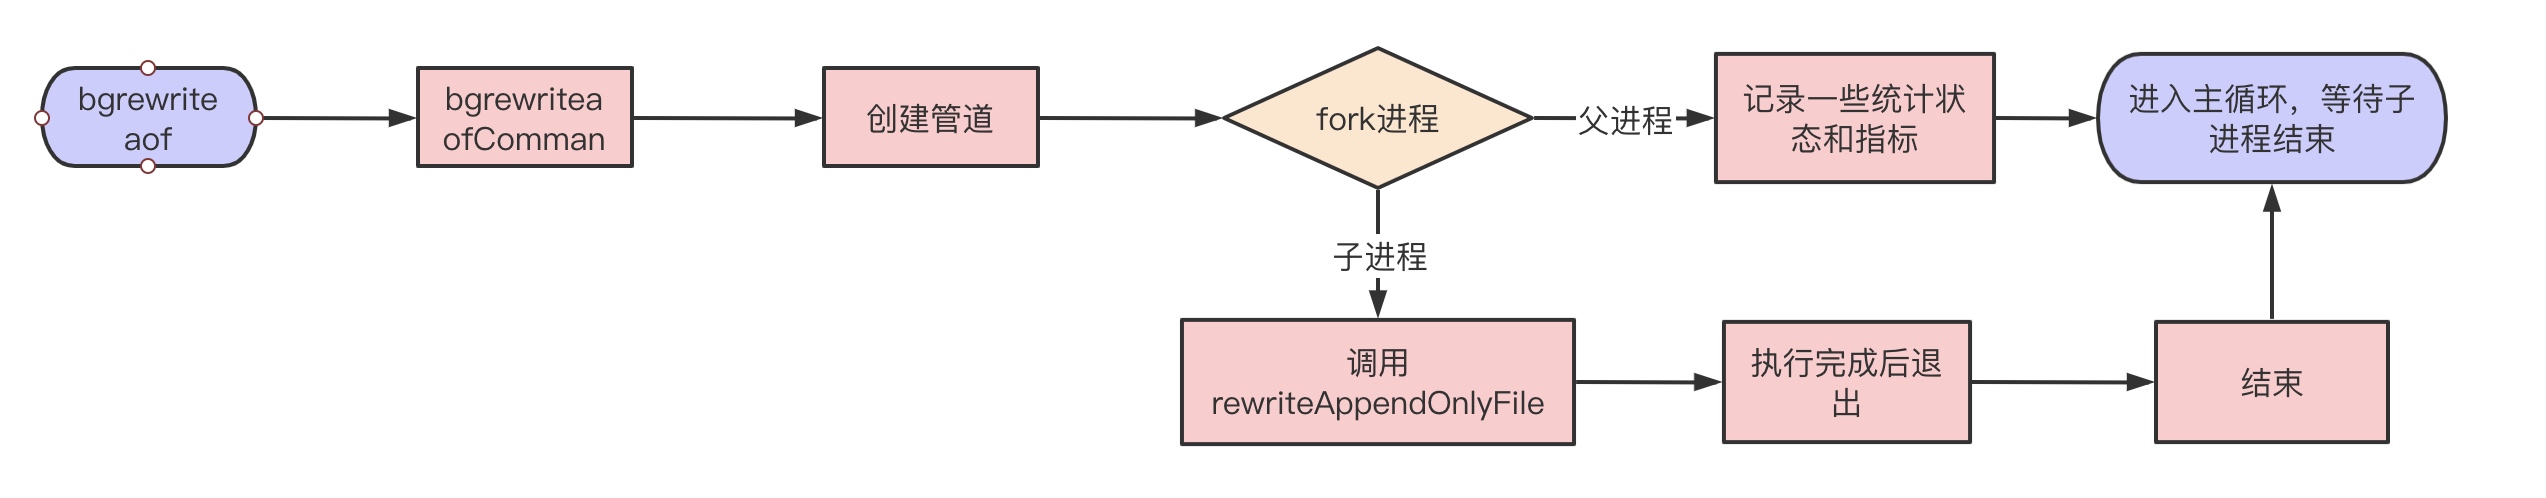 bgrewrite
aof
bgrewritea
ofComman
创建管道
fork进程
父进程
记录一些统计状
态和指标
进入主循环，等待子
进程结束
子进程
调用
rewriteAppendOnlyFile
执行完成后退
出
结束